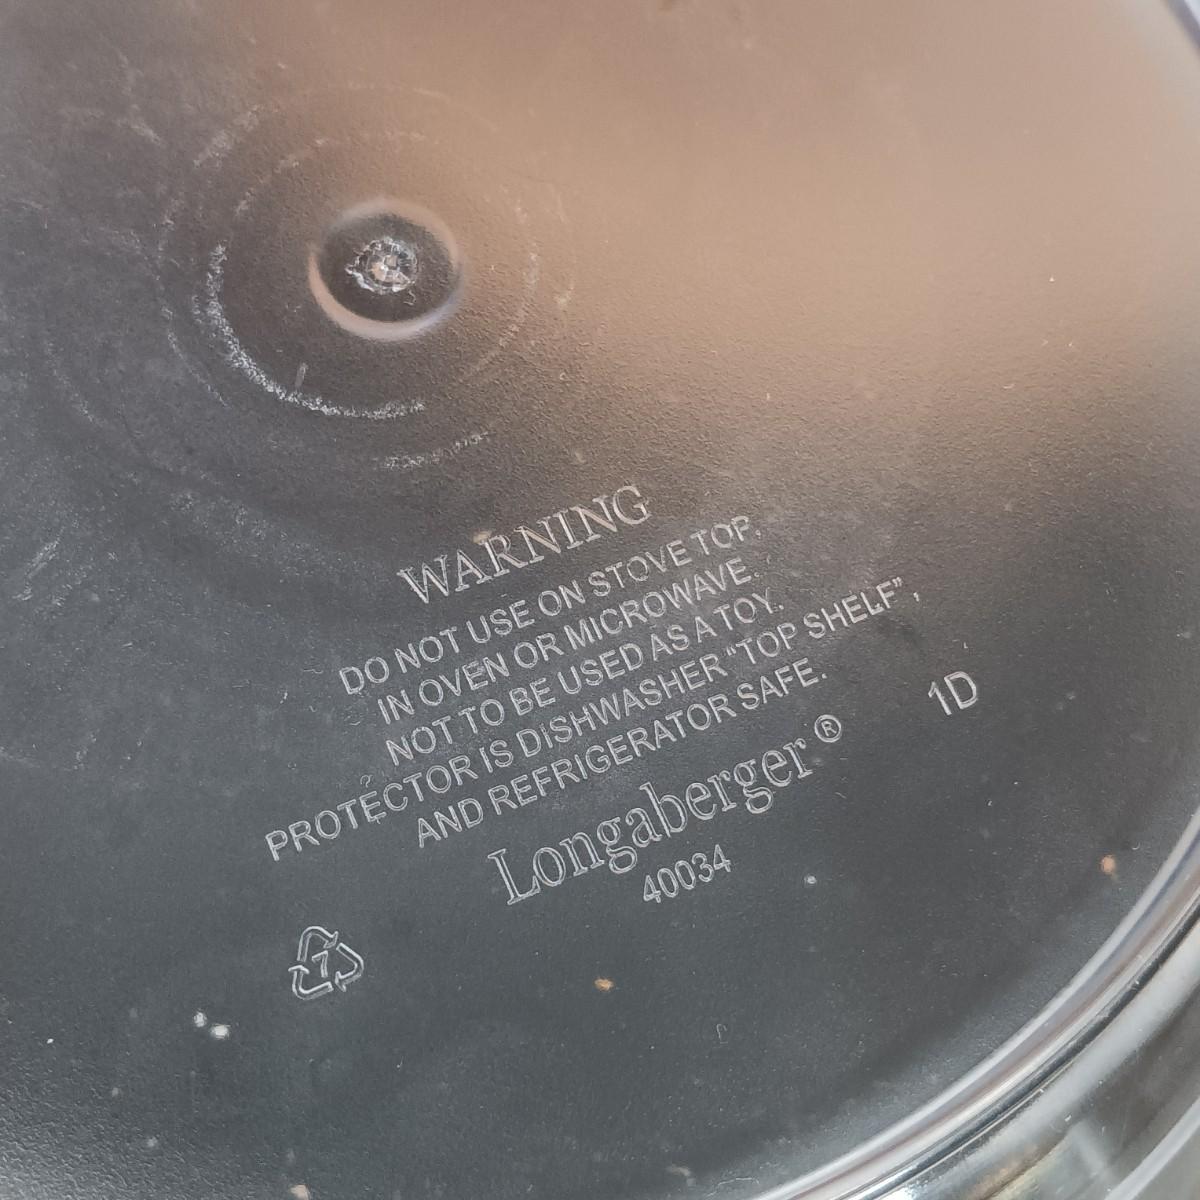 WARNING
DO NOT USE ON STOVE TOP,
IN OVEN OR MICROWAVE.
NOT TO BE USED AS A TOY.
PROTECTOR IS DISHWASHER “TOP SHELF”,
AND REFRIGERATOR SAFE.
Longaberger ®
1D
40034
7